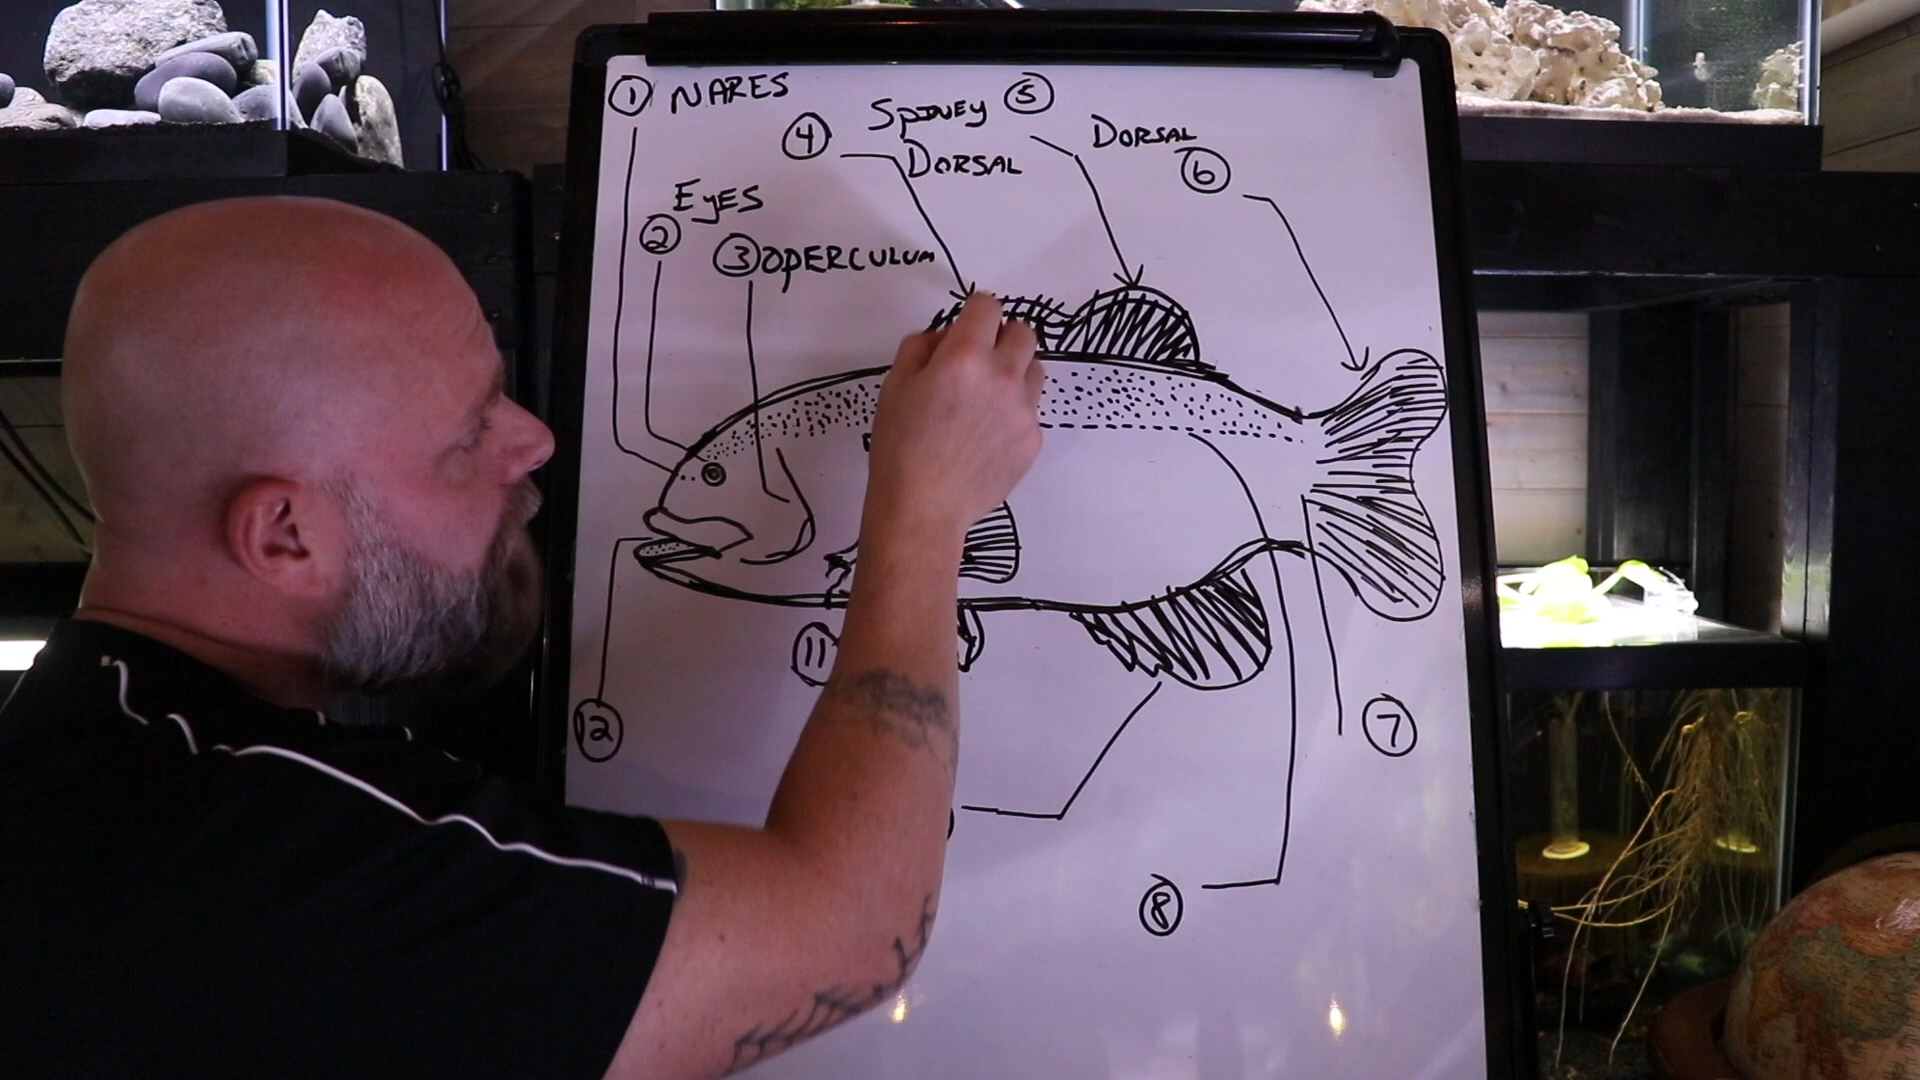 ① NARES
② EyES
③ OPERCULUM
④ SPINEY
DORSAL
⑤ DORSAL
⑥
⑦
⑧
⑪
⑫